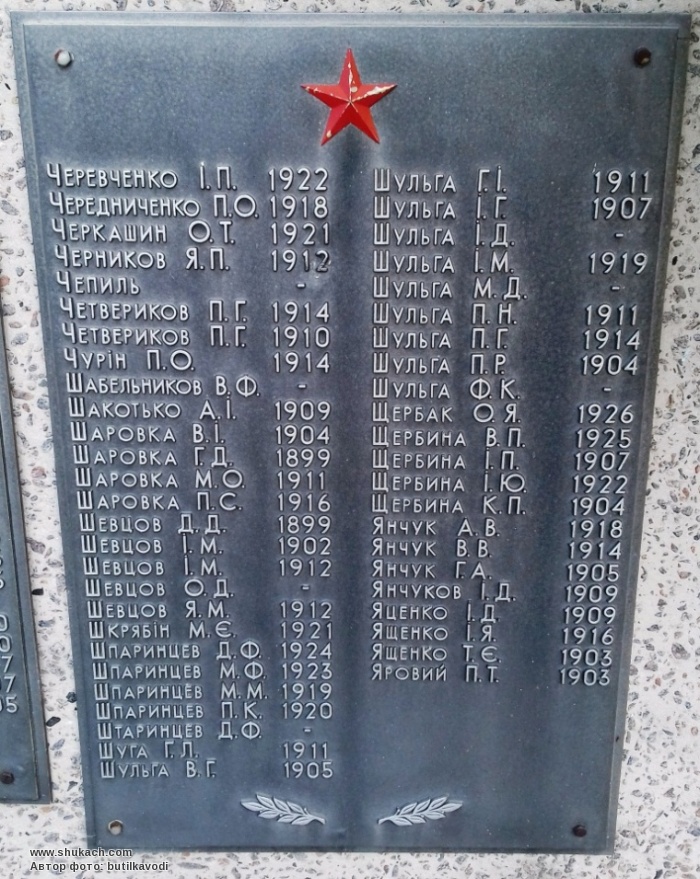 Черевченко І.П. 1922
Чередниченко П.О. 1918
Черкашин О.Т. 1921
Черников Я.П. 1912
Чепиль -
Четвериков П.Г. 1914
Четвериков П.Г. 1910
Чурін П.О. 1914
Шабельников В.Ф. -
Шакотько А.І. 1909
Шаровка В.І. 1904
Шаровка Г.Д. 1899
Шаровка М.О. 1911
Шаровка П.С. 1916
Шевцов Д.Д. 1899
Шевцов І.М. 1902
Шевцов І.М. 1912
Шевцов О.Д. -
Шевцов Я.М. 1912
Шкрябін М.Є. 1921
Шпаринцев Д.Ф. 1924
Шпаринцев М.Ф. 1923
Шпаринцев М.М. 1919
Шпаринцев П.К. 1920
Штаринцев Д.Ф. -
Шуга Г.Л. 1911
Шульга В.Г. 1905
Шульга Г.І. 1911
Шульга І.Г. 1907
Шульга І.Д. -
Шульга І.М. 1919
Шульга М.Д. -
Шульга П.Н. 1911
Шульга П.Г. 1914
Шульга П.Р. 1904
Шульга Ф.К. -
Щербак О.Я. 1926
Щербина В.П. 1925
Щербина І.П. 1907
Щербина І.Ю. 1922
Щербина К.П. 1904
Янчук А.В. 1918
Янчук В.В. 1914
Янчук Г.А. 1905
Янчуков І.Д. 1909
Яценко І.Д. 1909
Ященко І.Я. 1916
Ященко Т.Є. 1903
Яровий П.Т. 1903
www.shukach.com
Автор фото: butilkavodi